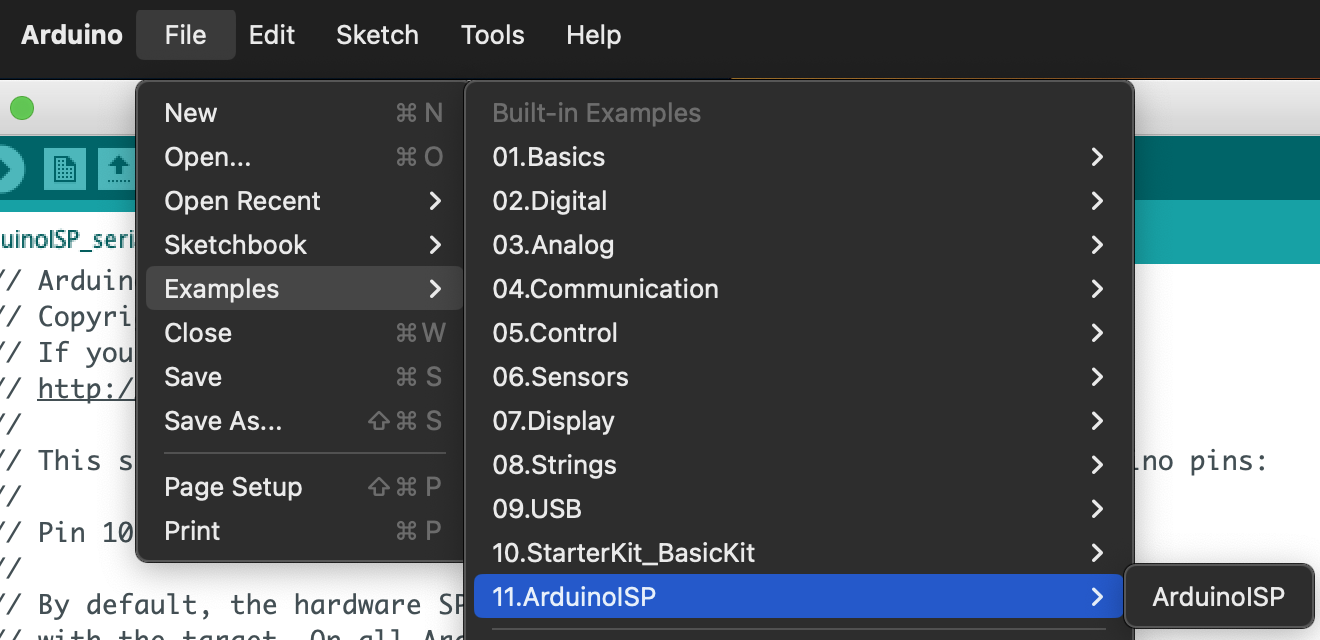 Arduino File Edit Sketch Tools Help
New ⌘ N
Open... ⌘ O
Open Recent
Sketchbook
Examples
Close ⌘ W
Save ⌘ S
Save As... ⇧ ⌘ S
Page Setup ⇧ ⌘ P
Print ⌘ P
Built-in Examples
01.Basics
02.Digital
03.Analog
04.Communication
05.Control
06.Sensors
07.Display
08.Strings
09.USB
10.StarterKit_BasicKit
11.ArduinoISP
ArduinoISP
uinoISP_seri
// Arduin
// Copyri
// If you
// http:/
//
// This s ino pins:
//
// Pin 10
//
// By default, the hardware SP
// with the target. On all Ar